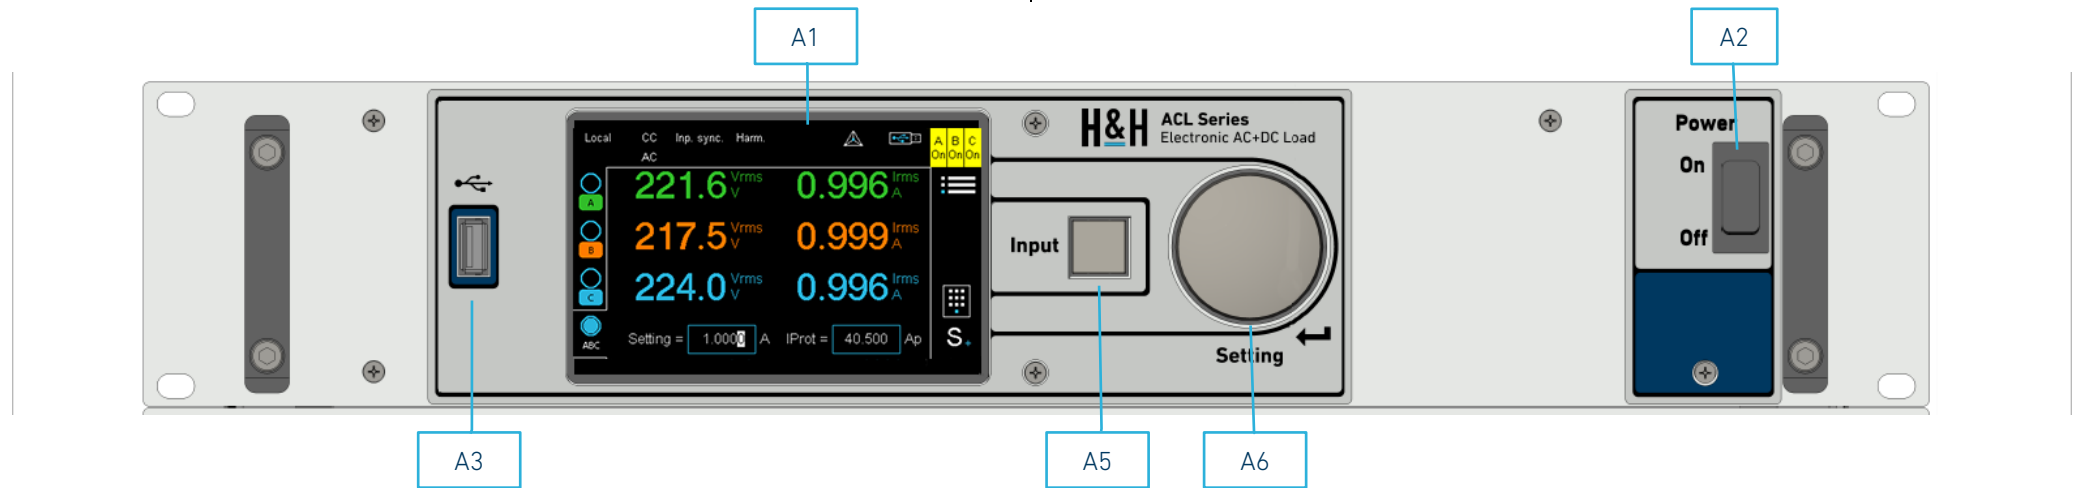 A1
A2
H&H ACL Series
Electronic AC+DC Load
Power
On
Off
Local CC Inp. sync. Harm.
AC
A B C
On On On
221.6 Vrms V 0.996 Irms A
A
217.5 Vrms V 0.999 Irms A
B
224.0 Vrms V 0.996 Irms A
C
ABC
Setting = 1.0000 A IProt = 40.500 Ap
S
Input
Setting
A3
A5
A6